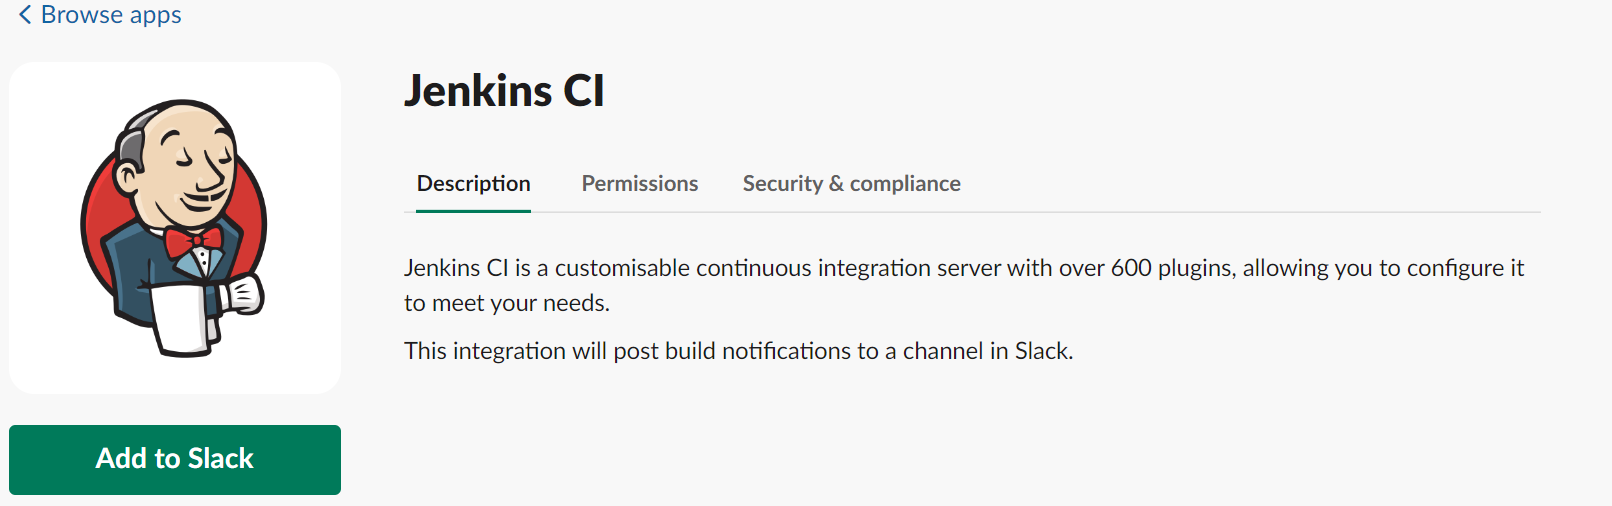 Browse apps
Jenkins CI
Description Permissions Security & compliance
Jenkins CI is a customisable continuous integration server with over 600 plugins, allowing you to configure it
to meet your needs.
This integration will post build notifications to a channel in Slack.
Add to Slack